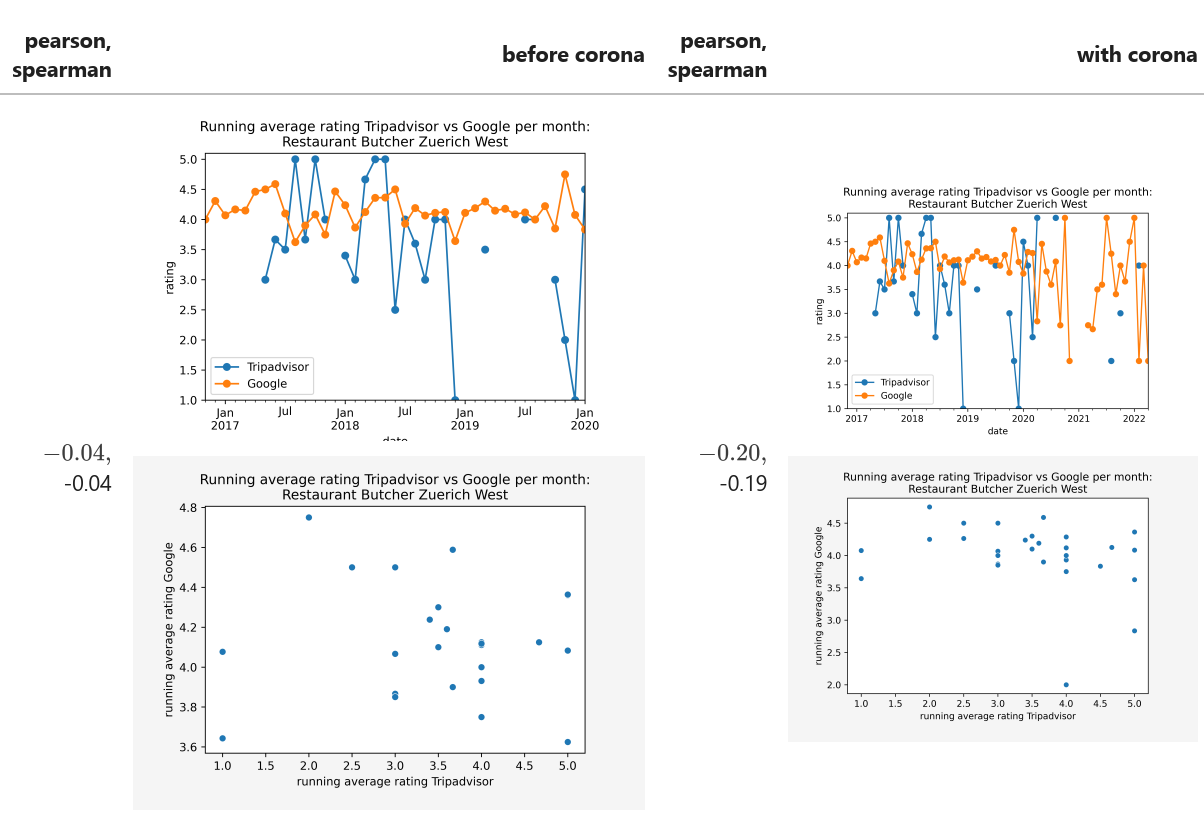 pearson,
spearman
before corona
pearson,
spearman
with corona
−0.04,
-0.04
Running average rating Tripadvisor vs Google per month:
Restaurant Butcher Zuerich West
5.0
4.5
4.0
3.5
3.0
2.5
2.0
1.5
1.0
rating
Tripadvisor
Google
Jan
2017
Jul
Jan
2018
Jul
Jan
2019
Jul
Jan
2020
date
Running average rating Tripadvisor vs Google per month:
Restaurant Butcher Zuerich West
4.8
4.6
4.4
4.2
4.0
3.8
3.6
running average rating Google
1.0 1.5 2.0 2.5 3.0 3.5 4.0 4.5 5.0
running average rating Tripadvisor
−0.20,
-0.19
Running average rating Tripadvisor vs Google per month:
Restaurant Butcher Zuerich West
5.0
4.5
4.0
3.5
3.0
2.5
2.0
1.5
1.0
rating
Tripadvisor
Google
2017 2018 2019 2020 2021 2022
date
Running average rating Tripadvisor vs Google per month:
Restaurant Butcher Zuerich West
4.5
4.0
3.5
3.0
2.5
2.0
running average rating Google
1.0 1.5 2.0 2.5 3.0 3.5 4.0 4.5 5.0
running average rating Tripadvisor